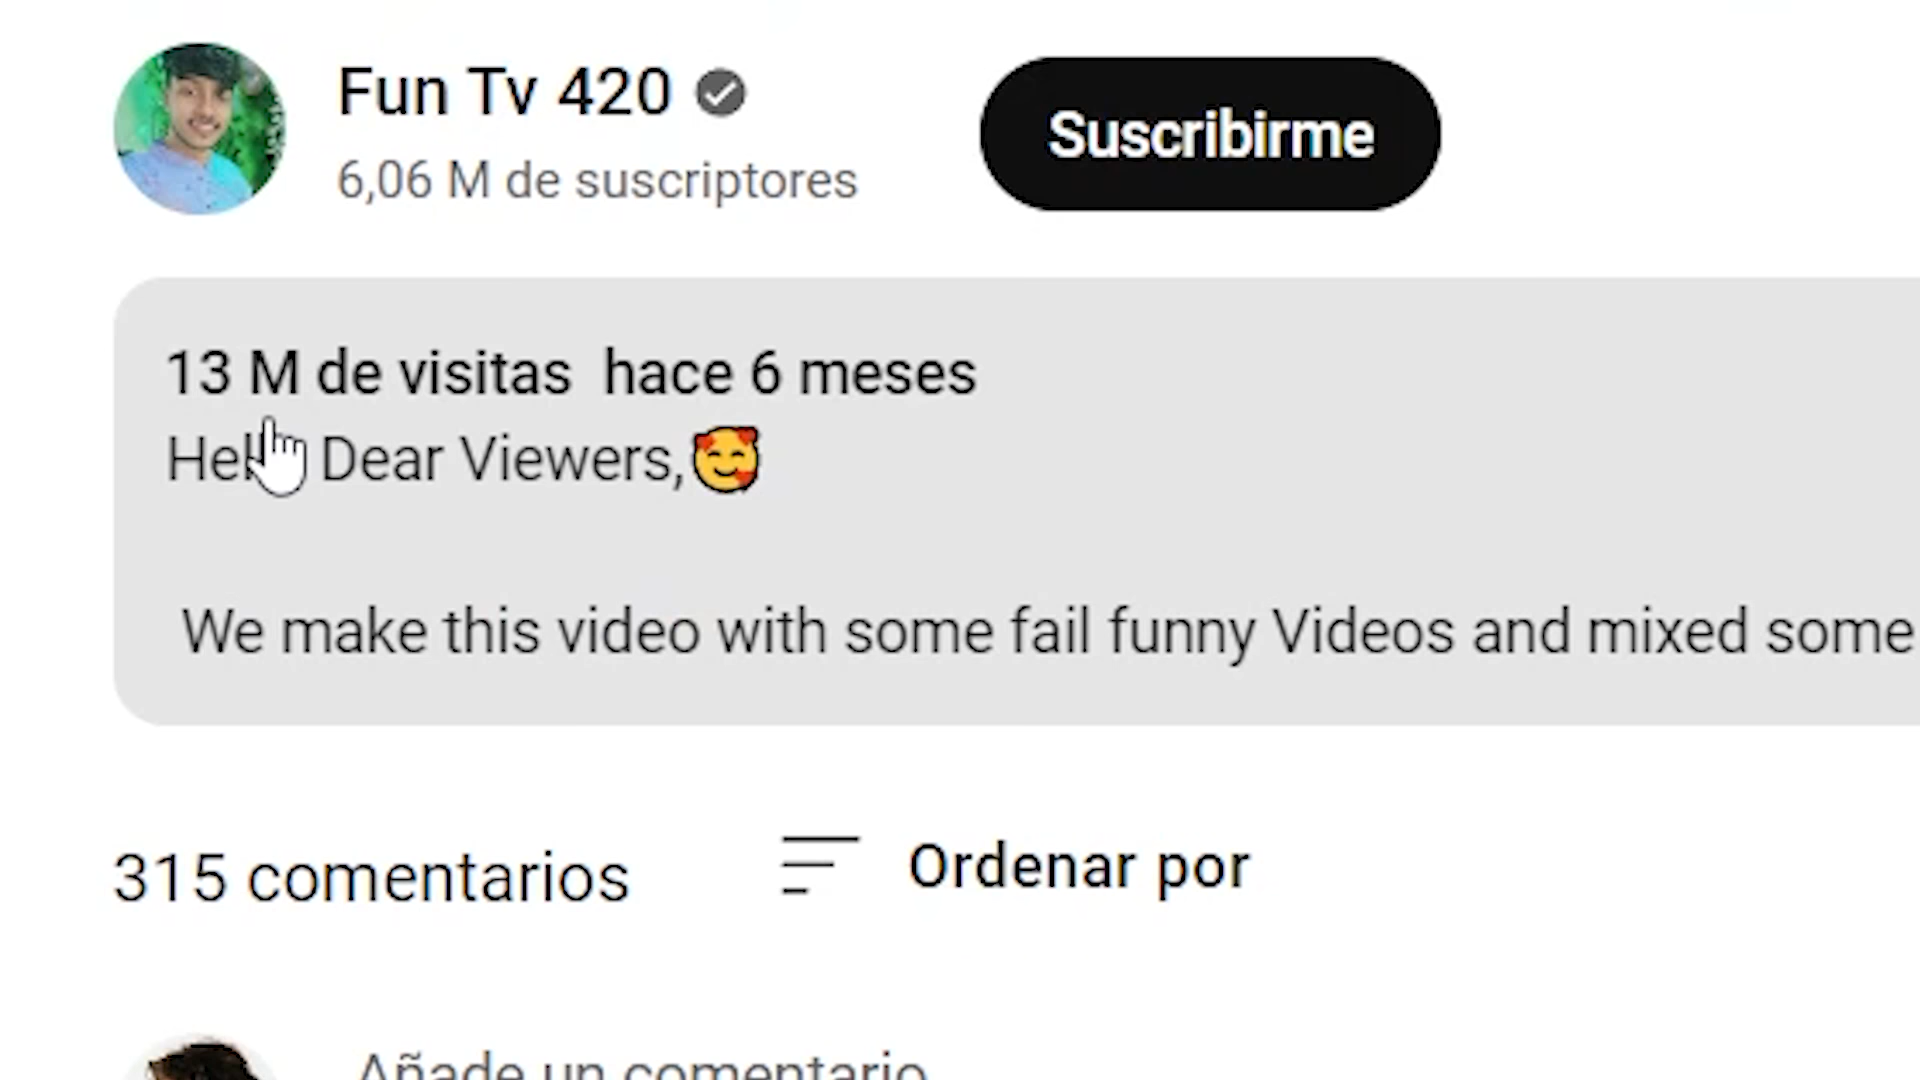 Fun Tv 420
Suscribirme
6,06 M de suscriptores
13 M de visitas hace 6 meses
Dear Viewers,🥰
We make this video with some fail funny Videos and mixed some
315 comentarios
Ordenar por
Añade un comentario